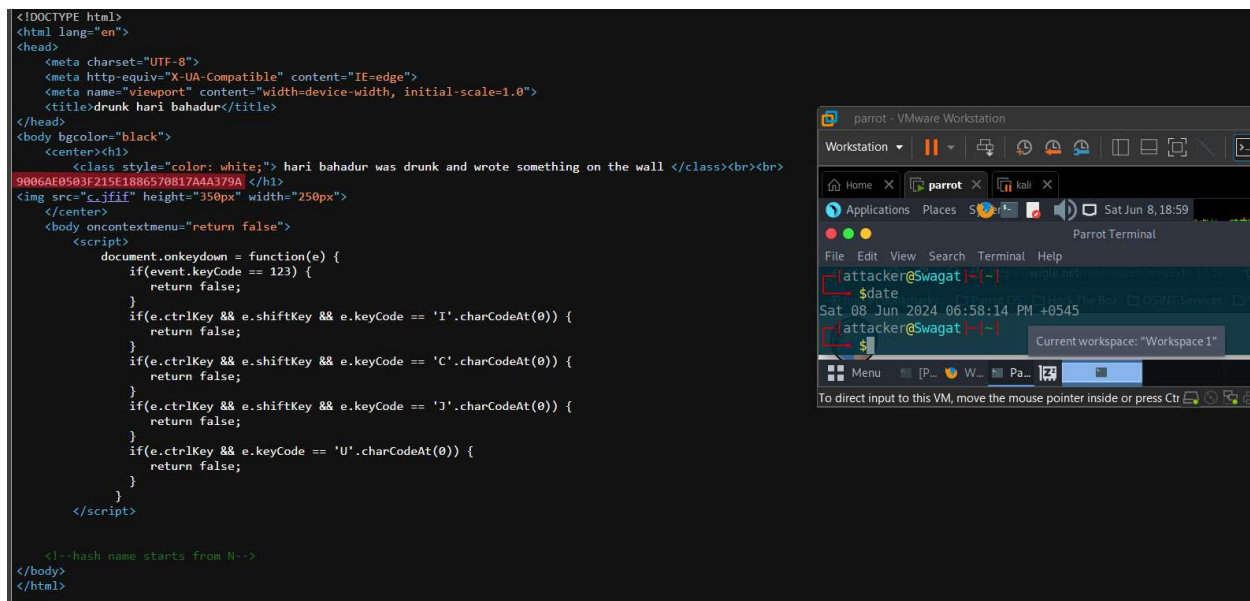 <!DOCTYPE html>
<html lang="en">
<head>
<meta charset="UTF-8">
<meta http-equiv="X-UA-Compatible" content="IE=edge">
<meta name="viewport" content="width=device-width, initial-scale=1.0">
<title>drunk hari bahadur</title>
</head>
<body bgcolor="black">
<center><h1>
<class style="color: white;"> hari bahadur was drunk and wrote something on the wall </class><br><br>
9006AE0503F215E1886570817A4A379A </h1>
<img src="c.jfif" height="350px" width="250px">
</center>
<body oncontextmenu="return false">
<script>
document.onkeydown = function(e) {
if(event.keyCode == 123) {
return false;
}
if(e.ctrlKey && e.shiftKey && e.keyCode == 'I'.charCodeAt(0)) {
return false;
}
if(e.ctrlKey && e.shiftKey && e.keyCode == 'C'.charCodeAt(0)) {
return false;
}
if(e.ctrlKey && e.shiftKey && e.keyCode == 'J'.charCodeAt(0)) {
return false;
}
if(e.ctrlKey && e.keyCode == 'U'.charCodeAt(0)) {
return false;
}
}
</script>
<!--hash name starts from N-->
</body>
</html>
parrot - VMware Workstation
Workstation
Home parrot kali
Applications Places Sat Jun 8, 18:59
Parrot Terminal
File Edit View Search Terminal Help
[attacker@Swagat]-[~]
$date
Sat 08 Jun 2024 06:58:14 PM +0545
[attacker@Swagat]-[~]
$
Current workspace: "Workspace 1"
Menu [P... W... Pa...
To direct input to this VM, move the mouse pointer inside or press Ctr